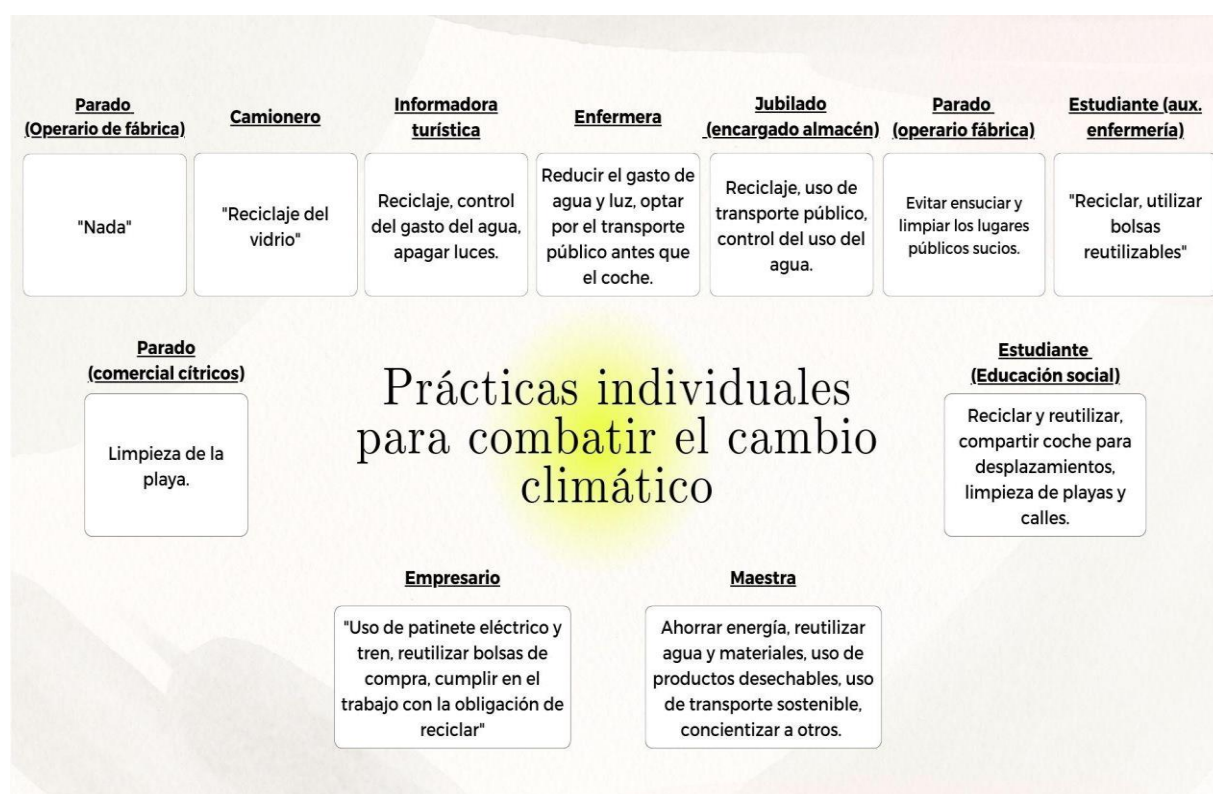 Parado
(Operario de fábrica)
"Nada"
Camionero
"Reciclaje del
vidrio"
Informadora
turística
Reciclaje, control
del gasto del agua,
apagar luces.
Enfermera
Reducir el gasto de
agua y luz, optar
por el transporte
público antes que
el coche.
Jubilado
(encargado almacén)
Reciclaje, uso de
transporte público,
control del uso del
agua.
Parado
(operario fábrica)
Evitar ensuciar y
limpiar los lugares
públicos sucios.
Estudiante (aux.
enfermería)
"Reciclar, utilizar
bolsas
reutilizables"
Parado
(comercial cítricos)
Limpieza de la
playa.
Prácticas individuales
para combatir el cambio
climático
Estudiante
(Educación social)
Reciclar y reutilizar,
compartir coche para
desplazamientos,
limpieza de playas y
calles.
Empresario
"Uso de patinete eléctrico y
tren, reutilizar bolsas de
compra, cumplir en el
trabajo con la obligación de
reciclar"
Maestra
Ahorrar energía, reutilizar
agua y materiales, uso de
productos desechables, uso
de transporte sostenible,
concientizar a otros.